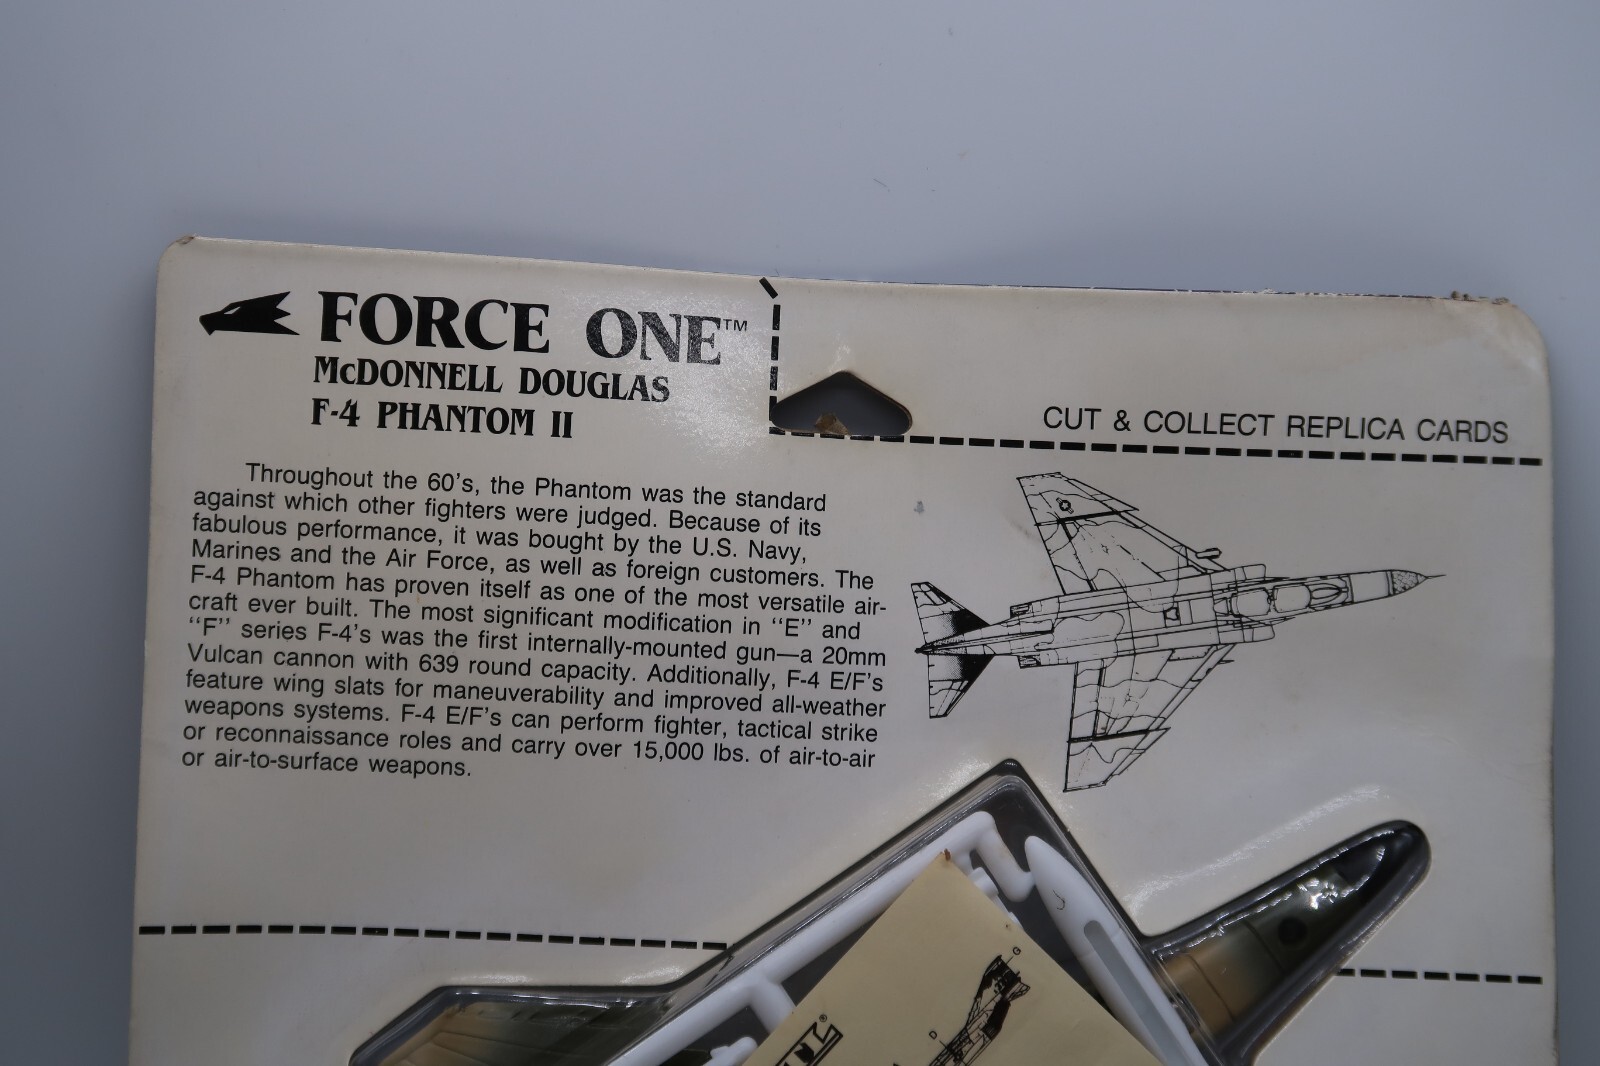 FORCE ONE™
McDONNELL DOUGLAS
F-4 PHANTOM II
CUT & COLLECT REPLICA CARDS
Throughout the 60's, the Phantom was the standard
against which other fighters were judged. Because of its
fabulous performance, it was bought by the U.S. Navy,
Marines and the Air Force, as well as foreign customers. The
F-4 Phantom has proven itself as one of the most versatile air-
craft ever built. The most significant modification in "E" and
"F" series F-4's was the first internally-mounted gun—a 20mm
Vulcan cannon with 639 round capacity. Additionally, F-4 E/F's
feature wing slats for maneuverability and improved all-weather
weapons systems. F-4 E/F's can perform fighter, tactical strike
or reconnaissance roles and carry over 15,000 lbs. of air-to-air
or air-to-surface weapons.
G
D